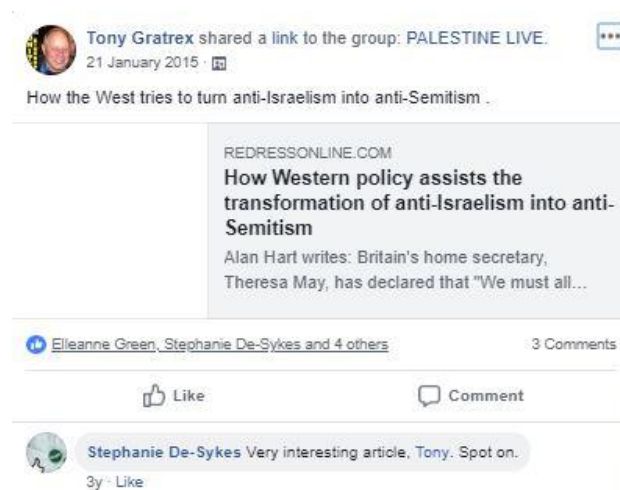 Tony Gratrex shared a link to the group: PALESTINE LIVE.
21 January 2015 ·
How the West tries to turn anti-Israelism into anti-Semitism .
REDRESSONLINE.COM
How Western policy assists the
transformation of anti-Israelism into anti-
Semitism
Alan Hart writes: Britain's home secretary,
Theresa May, has declared that "We must all...
Elleanne Green, Stephanie De-Sykes and 4 others 3 Comments
Like Comment
Stephanie De-Sykes Very interesting article, Tony. Spot on.
3y · Like